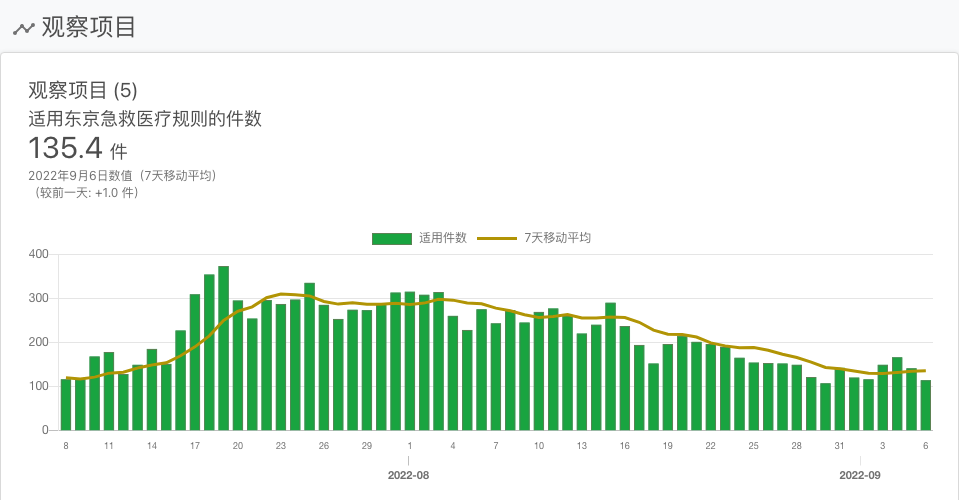 观察项目
观察项目 (5)
适用东京急救医疗规则的件数
135.4 件
2022年9月6日数值（7天移动平均）
（较前一天: +1.0 件）
适用件数 7天移动平均
400
300
200
100
0
8 11 14 17 20 23 26 29 1 4 7 10 13 16 19 22 25 28 31 3 6
2022-08 2022-09